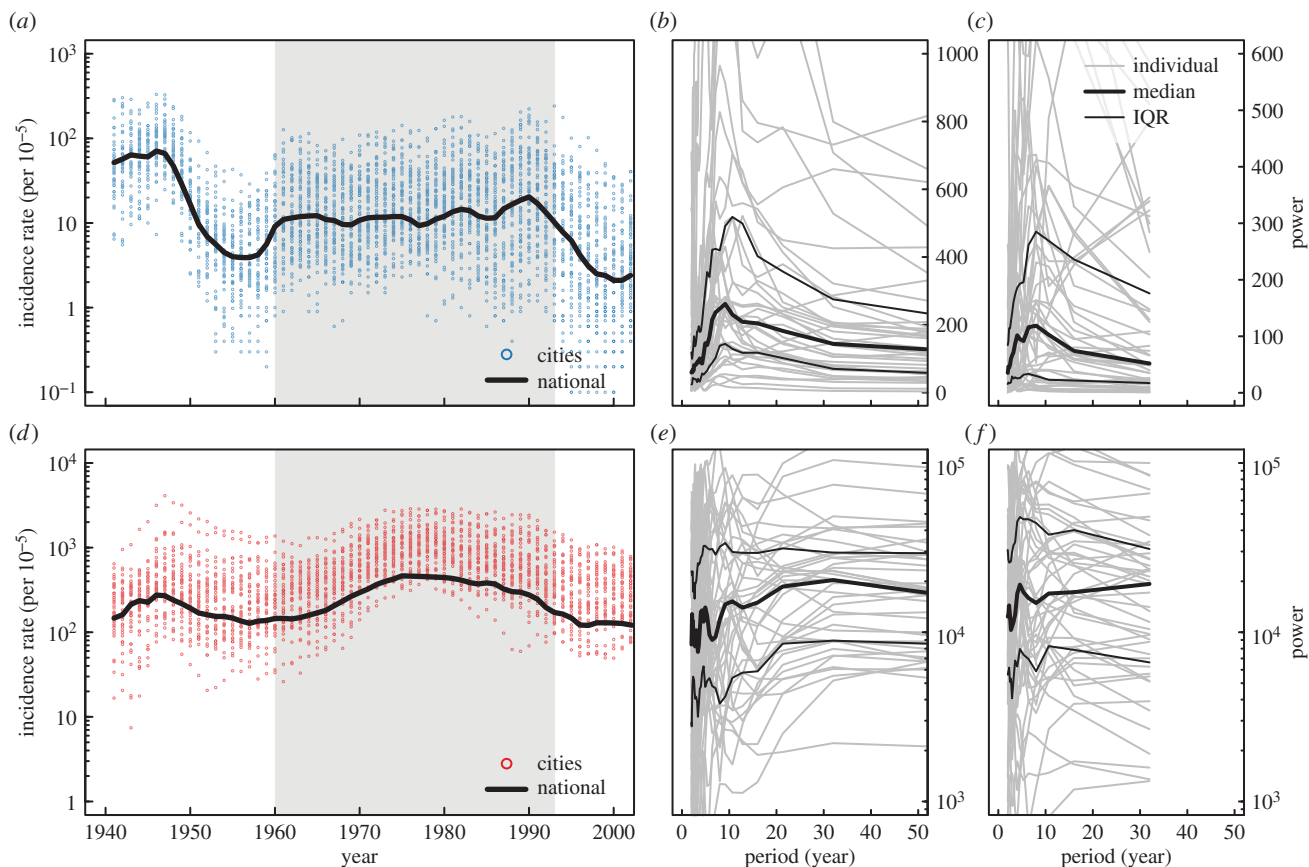 (a)
(b)
(c)
10³
10²
10
1
10⁻¹
incidence rate (per 10⁻⁵)
cities
national
1000
800
600
400
200
0
individual
median
IQR
600
500
400
300
200
100
0
power
(d)
(e)
(f)
10⁴
10³
10²
10
1
incidence rate (per 10⁻⁵)
cities
national
1940 1950 1960 1970 1980 1990 2000
year
10⁵
10⁴
10³
0 10 20 30 40 50
period (year)
10⁵
10⁴
10³
power
0 10 20 30 40 50
period (year)